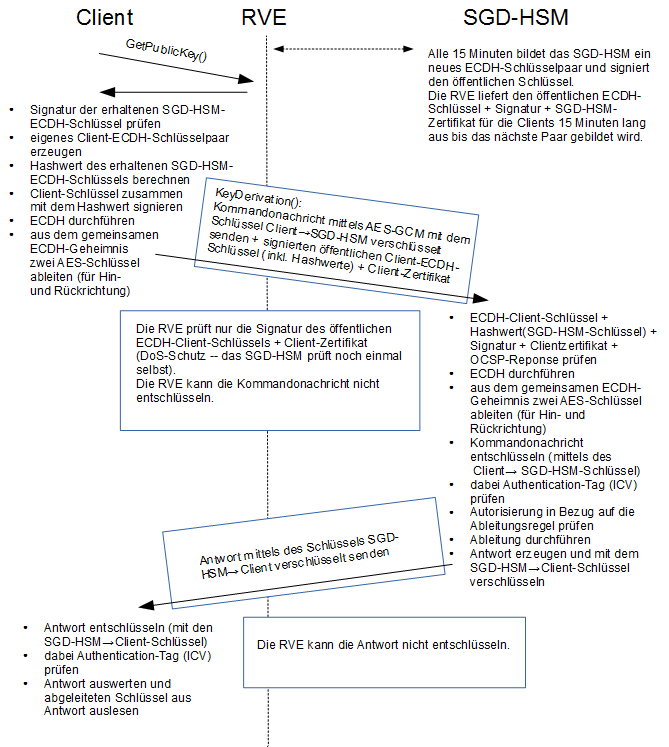 Client
RVE
SGD-HSM
GetPublicKey()
Alle 15 Minuten bildet das SGD-HSM ein
neues ECDH-Schlüsselpaar und signiert
den öffentlichen Schlüssel.
Die RVE liefert den öffentlichen ECDH-
Schlüssel + Signatur + SGD-HSM-
Zertifikat für die Clients 15 Minuten lang
aus bis das nächste Paar gebildet wird.
• Signatur der erhaltenen SGD-HSM-
ECDH-Schlüssel prüfen
• eigenes Client-ECDH-Schlüsselpaar
erzeugen
• Hashwert des erhaltenen SGD-HSM-
ECDH-Schlüssels berechnen
• Client-Schlüssel zusammen
mit dem Hashwert signieren
• ECDH durchführen
• aus dem gemeinsamen
ECDH-Geheimnis
zwei AES-Schlüssel
ableiten (für Hin-
und Rückrichtung)
KeyDerivation():
Kommandonachricht mittels AES-GCM mit dem
Schlüssel Client→SGD-HSM verschlüsselt
senden + signierten öffentlichen Client-ECDH-
Schlüssel (inkl. Hashwerte) + Client-Zertifikat
Die RVE prüft nur die Signatur des öffentlichen
ECDH-Client-Schlüssels + Client-Zertifikat
(DoS-Schutz -- das SGD-HSM prüft noch einmal
selbst).
Die RVE kann die Kommandonachricht nicht
entschlüsseln.
• ECDH-Client-Schlüssel +
Hashwert(SGD-HSM-Schlüssel) +
Signatur + Clientzertifikat +
OCSP-Reponse prüfen
• ECDH durchführen
• aus dem gemeinsamen ECDH-
Geheimnis zwei AES-Schlüssel
ableiten (für Hin- und
Rückrichtung)
• Kommandonachricht
entschlüsseln (mittels des
Client→ SGD-HSM-Schlüssel)
• dabei Authentication-Tag (ICV)
prüfen
• Autorisierung in Bezug auf die
Ableitungsregel prüfen
• Ableitung durchführen
• Antwort erzeugen und mit dem
SGD-HSM→Client-Schlüssel
verschlüsseln
Antwort mittels des Schlüssels SGD-
HSM→Client verschlüsselt senden
• Antwort entschlüsseln (mit den
SGD-HSM→Client-Schlüssel)
• dabei Authentication-Tag (ICV)
prüfen
• Antwort auswerten und
abgeleiteten Schlüssel aus
Antwort auslesen
Die RVE kann die Antwort nicht entschlüsseln.